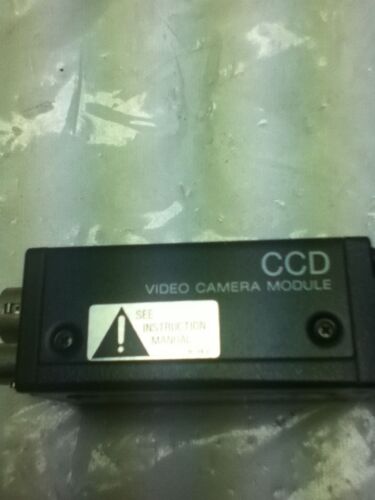 CCD
VIDEO CAMERA MODULE
SEE
INSTRUCTION
MANUAL